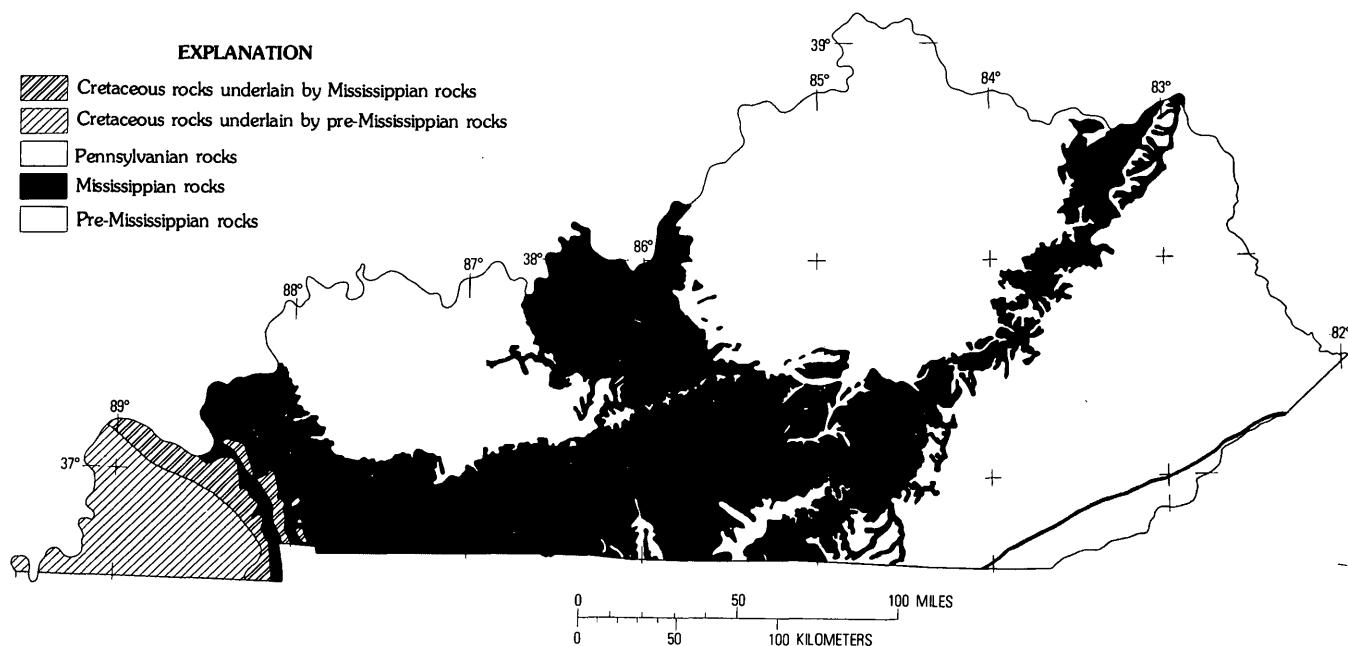 EXPLANATION
Cretaceous rocks underlain by Mississippian rocks
Cretaceous rocks underlain by pre-Mississippian rocks
Pennsylvanian rocks
Mississippian rocks
Pre-Mississippian rocks
39°
85°
84°
83°
86°
87°
38°
88°
82°
89°
37°
0 50 100 MILES
0 50 100 KILOMETERS